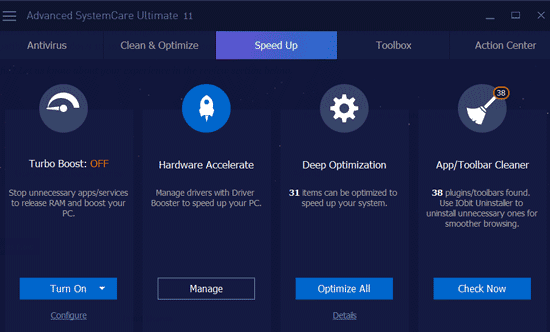 Advanced SystemCare Ultimate 11
Antivirus
Clean & Optimize
Speed Up
Toolbox
Action Center
38
Turbo Boost: OFF
Stop unnecessary apps/services
to release RAM and boost your
PC.
Turn On
Configure
Hardware Accelerate
Manage drivers with Driver
Booster to speed up your PC.
Manage
Deep Optimization
31 items can be optimized to
speed up your system.
Optimize All
Details
App/Toolbar Cleaner
38 plugins/toolbars found.
Use IObit Uninstaller to
uninstall unnecessary ones for
smoother browsing.
Check Now